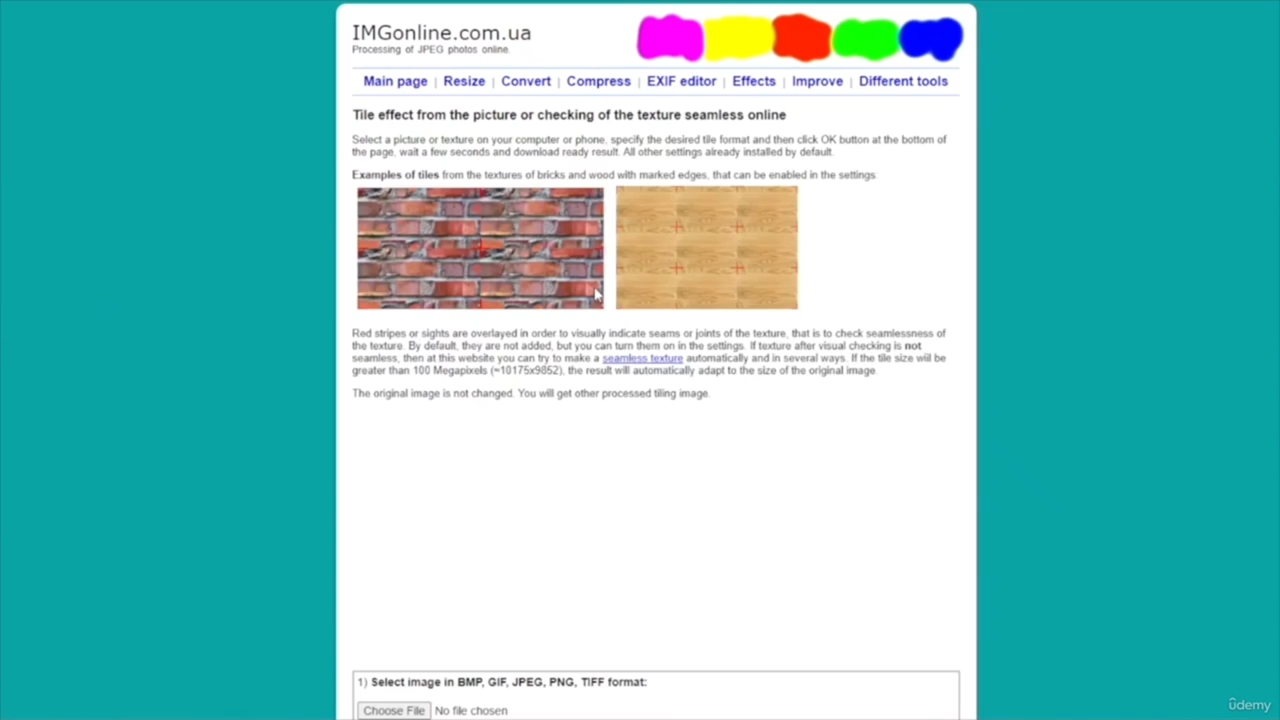 IMGonline.com.ua
Processing of JPEG photos online.
Main page | Resize | Convert | Compress | EXIF editor | Effects | Improve | Different tools
Tile effect from the picture or checking of the texture seamless online
Select a picture or texture on your computer or phone, specify the desired tile format and then click OK button at the bottom of
the page, wait a few seconds and download ready result. All other settings already installed by default.
Examples of tiles from the textures of bricks and wood with marked edges, that can be enabled in the settings:
Red stripes or sights are overlayed in order to visually indicate seams or joints of the texture, that is to check seamlessness of
the texture. By default, they are not added, but you can turn them on in the settings. If texture after visual checking is not
seamless, then at this website you can try to make a seamless texture automatically and in several ways. If the tile size will be
greater than 100 Megapixels (≈10175x9852), the result will automatically adapt to the size of the original image.
The original image is not changed. You will get other processed tiling image.
1) Select image in BMP, GIF, JPEG, PNG, TIFF format:
Choose File No file chosen
ûdemy